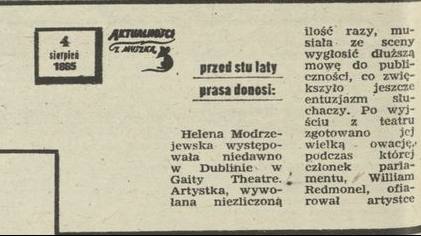 4
sierpień
1885
AKTUALNOŚCI
Z MYSZKĄ
przed stu laty
prasa donosi:
Helena Modrze-
jewska występo-
wała niedawno
w Dublinie w
Gaity Theatre.
Artystka, wywo-
łana niezliczoną
ilość razy, mu-
siała ze sceny
wygłosić dłuższą
mowę do publi-
czności, co zwię-
kszyło jeszcze
entuzjazm słu-
chaczy. Po wyj-
ściu z teatru
zgotowano jej
wielką owację,
podczas której
członek parla-
mentu, William
Redmonel, ofia-
rował artystce